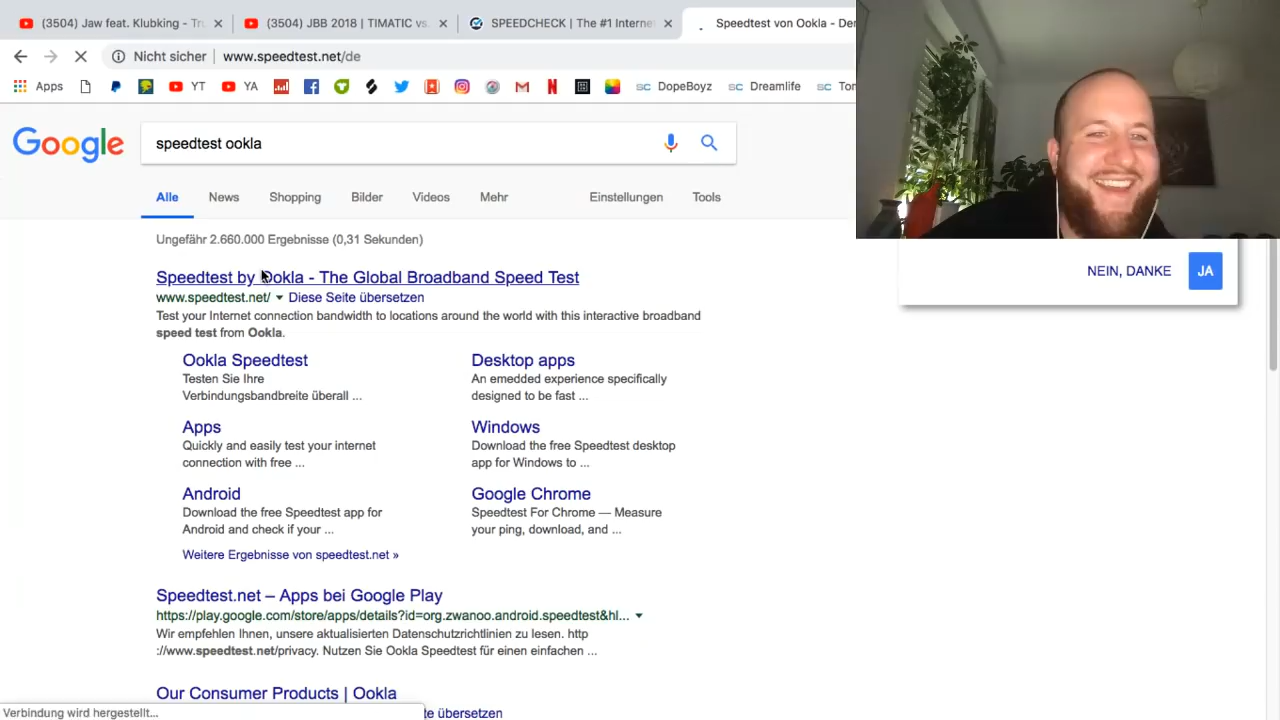 (3504) Jaw feat. Klubking - Tr
(3504) JBB 2018 | TIMATIC vs.
SPEEDCHECK | The #1 Interne
Speedtest von Ookla - De
Nicht sicher
www.speedtest.net/de
Apps
YT
YA
SC DopeBoyz
SC Dreamlife
SC Tor
Google
speedtest ookla
Alle
News
Shopping
Bilder
Videos
Mehr
Einstellungen
Tools
Ungefähr 2.660.000 Ergebnisse (0,31 Sekunden)
NEIN, DANKE
JA
Speedtest by Ookla - The Global Broadband Speed Test
www.speedtest.net/ Diese Seite übersetzen
Test your Internet connection bandwidth to locations around the world with this interactive broadband
speed test from Ookla.
Ookla Speedtest
Testen Sie Ihre
Verbindungsbandbreite überall ...
Desktop apps
An emedded experience specifically
designed to be fast ...
Apps
Quickly and easily test your internet
connection with free ...
Windows
Download the free Speedtest desktop
app for Windows to ...
Android
Download the free Speedtest app for
Android and check if your ...
Google Chrome
Speedtest For Chrome — Measure
your ping, download, and ...
Weitere Ergebnisse von speedtest.net »
Speedtest.net – Apps bei Google Play
https://play.google.com/store/apps/details?id=org.zwanoo.android.speedtest&hl...
Wir empfehlen Ihnen, unsere aktualisierten Datenschutzrichtlinien zu lesen. http
://www.speedtest.net/privacy. Nutzen Sie Ookla Speedtest für einen einfachen ...
Our Consumer Products | Ookla
te übersetzen
Verbindung wird hergestellt...